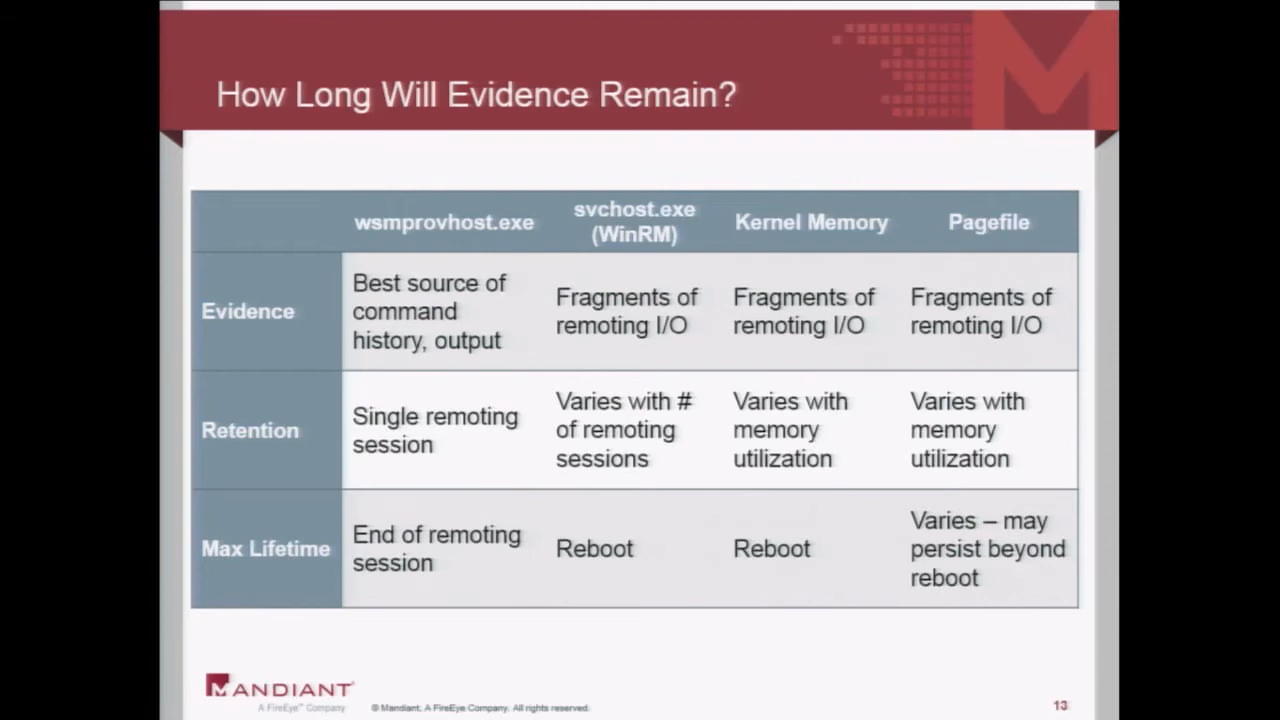 How Long Will Evidence Remain?
wsmprovhost.exe
svchost.exe
(WinRM)
Kernel Memory
Pagefile
Evidence
Best source of
command
history, output
Fragments of
remoting I/O
Fragments of
remoting I/O
Fragments of
remoting I/O
Retention
Single remoting
session
Varies with #
of remoting
sessions
Varies with
memory
utilization
Varies with
memory
utilization
Max Lifetime
End of remoting
session
Reboot
Reboot
Varies – may
persist beyond
reboot
MANDIANT
A FireEye™ Company
© Mandiant, A FireEye Company. All rights reserved.
13